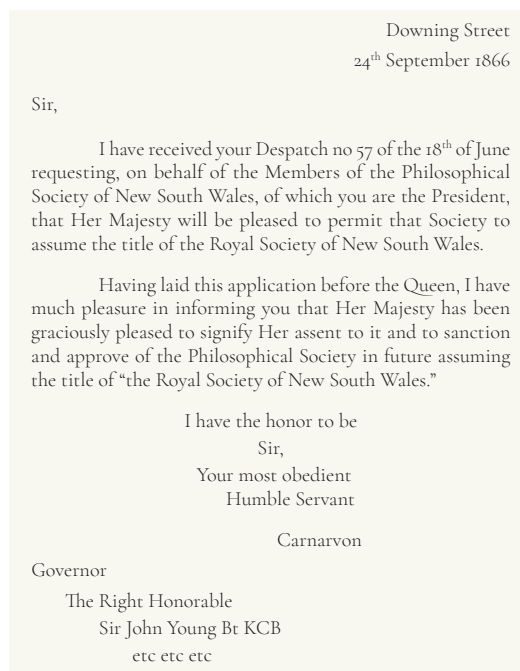 Downing Street
24th September 1866
Sir,
I have received your Despatch no 57 of the 18th of June
requesting, on behalf of the Members of the Philosophical
Society of New South Wales, of which you are the President,
that Her Majesty will be pleased to permit that Society to
assume the title of the Royal Society of New South Wales.
Having laid this application before the Queen, I have
much pleasure in informing you that Her Majesty has been
graciously pleased to signify Her assent to it and to sanction
and approve of the Philosophical Society in future assuming
the title of “the Royal Society of New South Wales.”
I have the honor to be
Sir,
Your most obedient
Humble Servant
Carnarvon
Governor
The Right Honorable
Sir John Young Bt KCB
etc etc etc